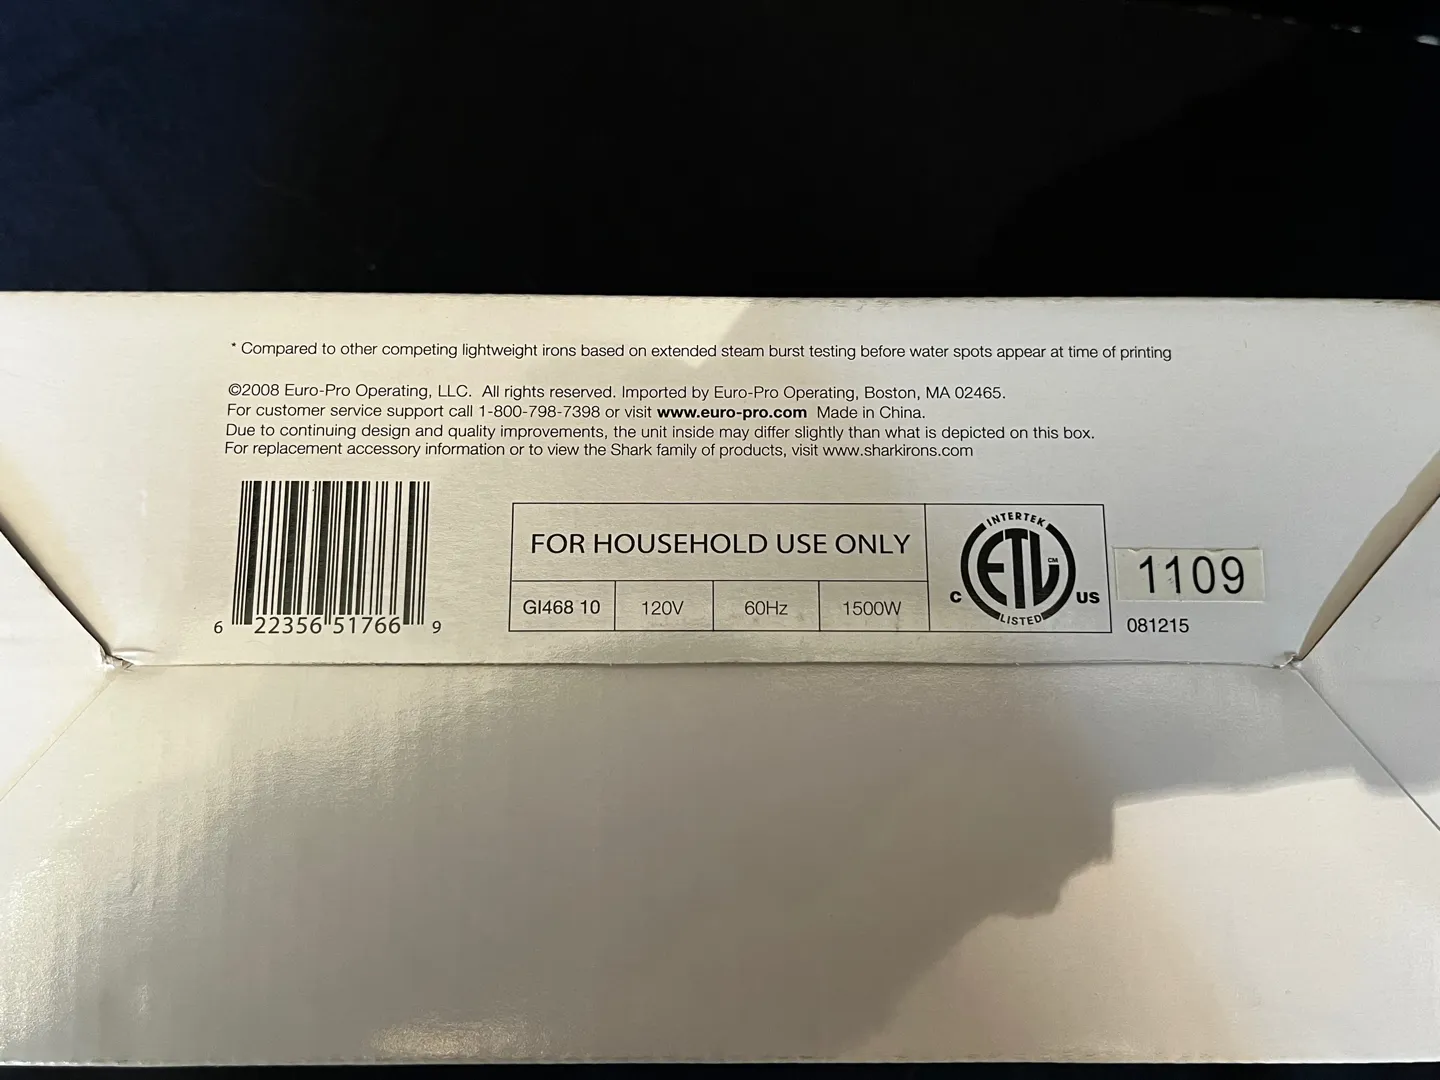 * Compared to other competing lightweight irons based on extended steam burst testing before water spots appear at time of printing
©2008 Euro-Pro Operating, LLC. All rights reserved. Imported by Euro-Pro Operating, Boston, MA 02465.
For customer service support call 1-800-798-7398 or visit www.euro-pro.com Made in China.
Due to continuing design and quality improvements, the unit inside may differ slightly than what is depicted on this box.
For replacement accessory information or to view the Shark family of products, visit www.sharkirons.com
6 22356 51766 9
FOR HOUSEHOLD USE ONLY
GI468 10 120V 60Hz 1500W
INTERTEK
ETL CM
C US
LISTED
1109
081215